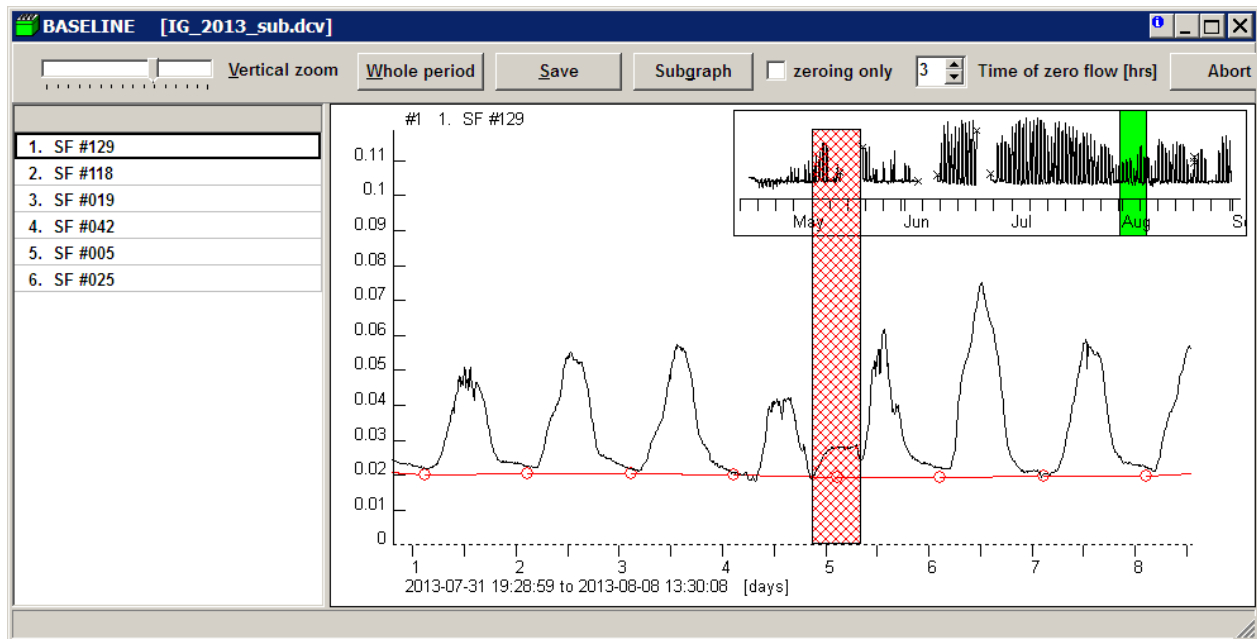 BASELINE [IG_2013_sub.dcv]
Vertical zoom Whole period Save Subgraph zeroing only 3 Time of zero flow [hrs] Abort
1. SF #129
2. SF #118
3. SF #019
4. SF #042
5. SF #005
6. SF #025
#1 1. SF #129
0.11
0.1
0.09
0.08
0.07
0.06
0.05
0.04
0.03
0.02
0.01
0
May Jun Jul Aug
1 2 3 4 5 6 7 8
2013-07-31 19:28:59 to 2013-08-08 13:30:08 [days]